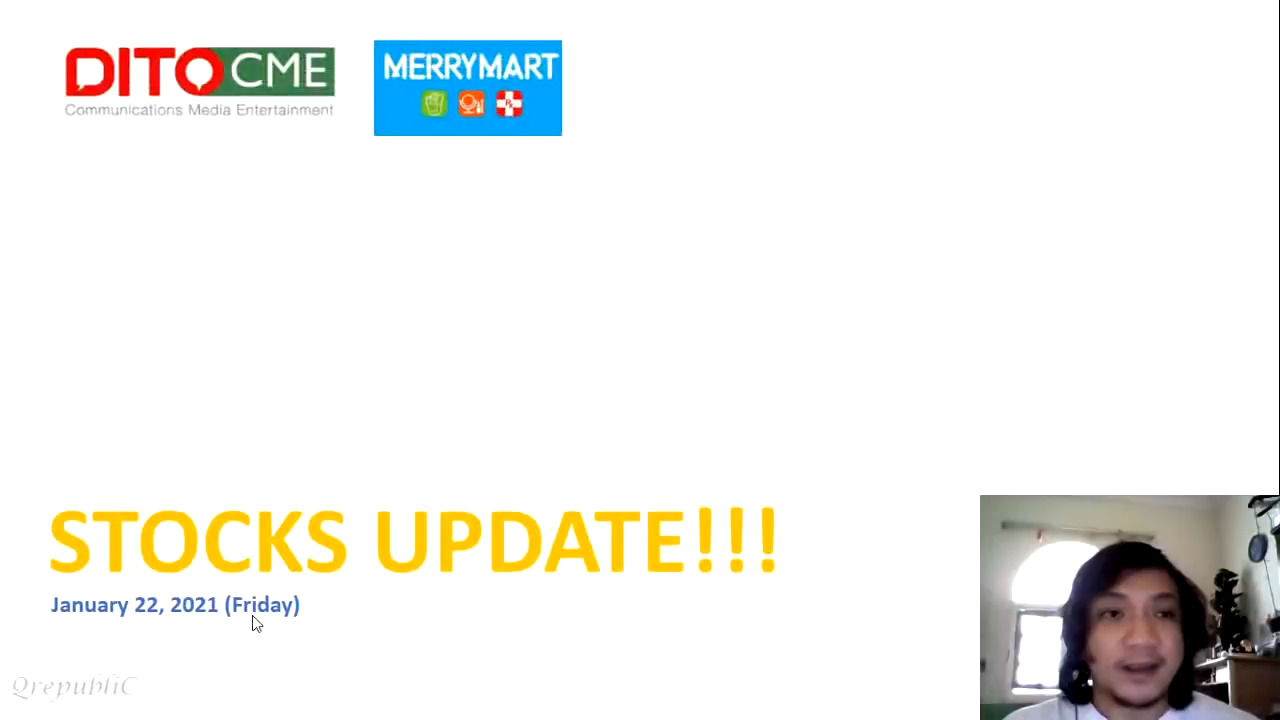 DITO CME
Communications Media Entertainment
MERRYMART
STOCKS UPDATE!!!
January 22, 2021 (Friday)
QrepubliC